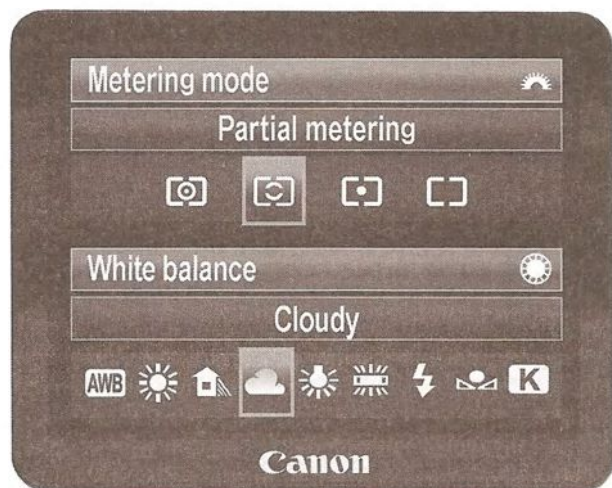 Metering mode
Partial metering
White balance
Cloudy
AWB K
Canon